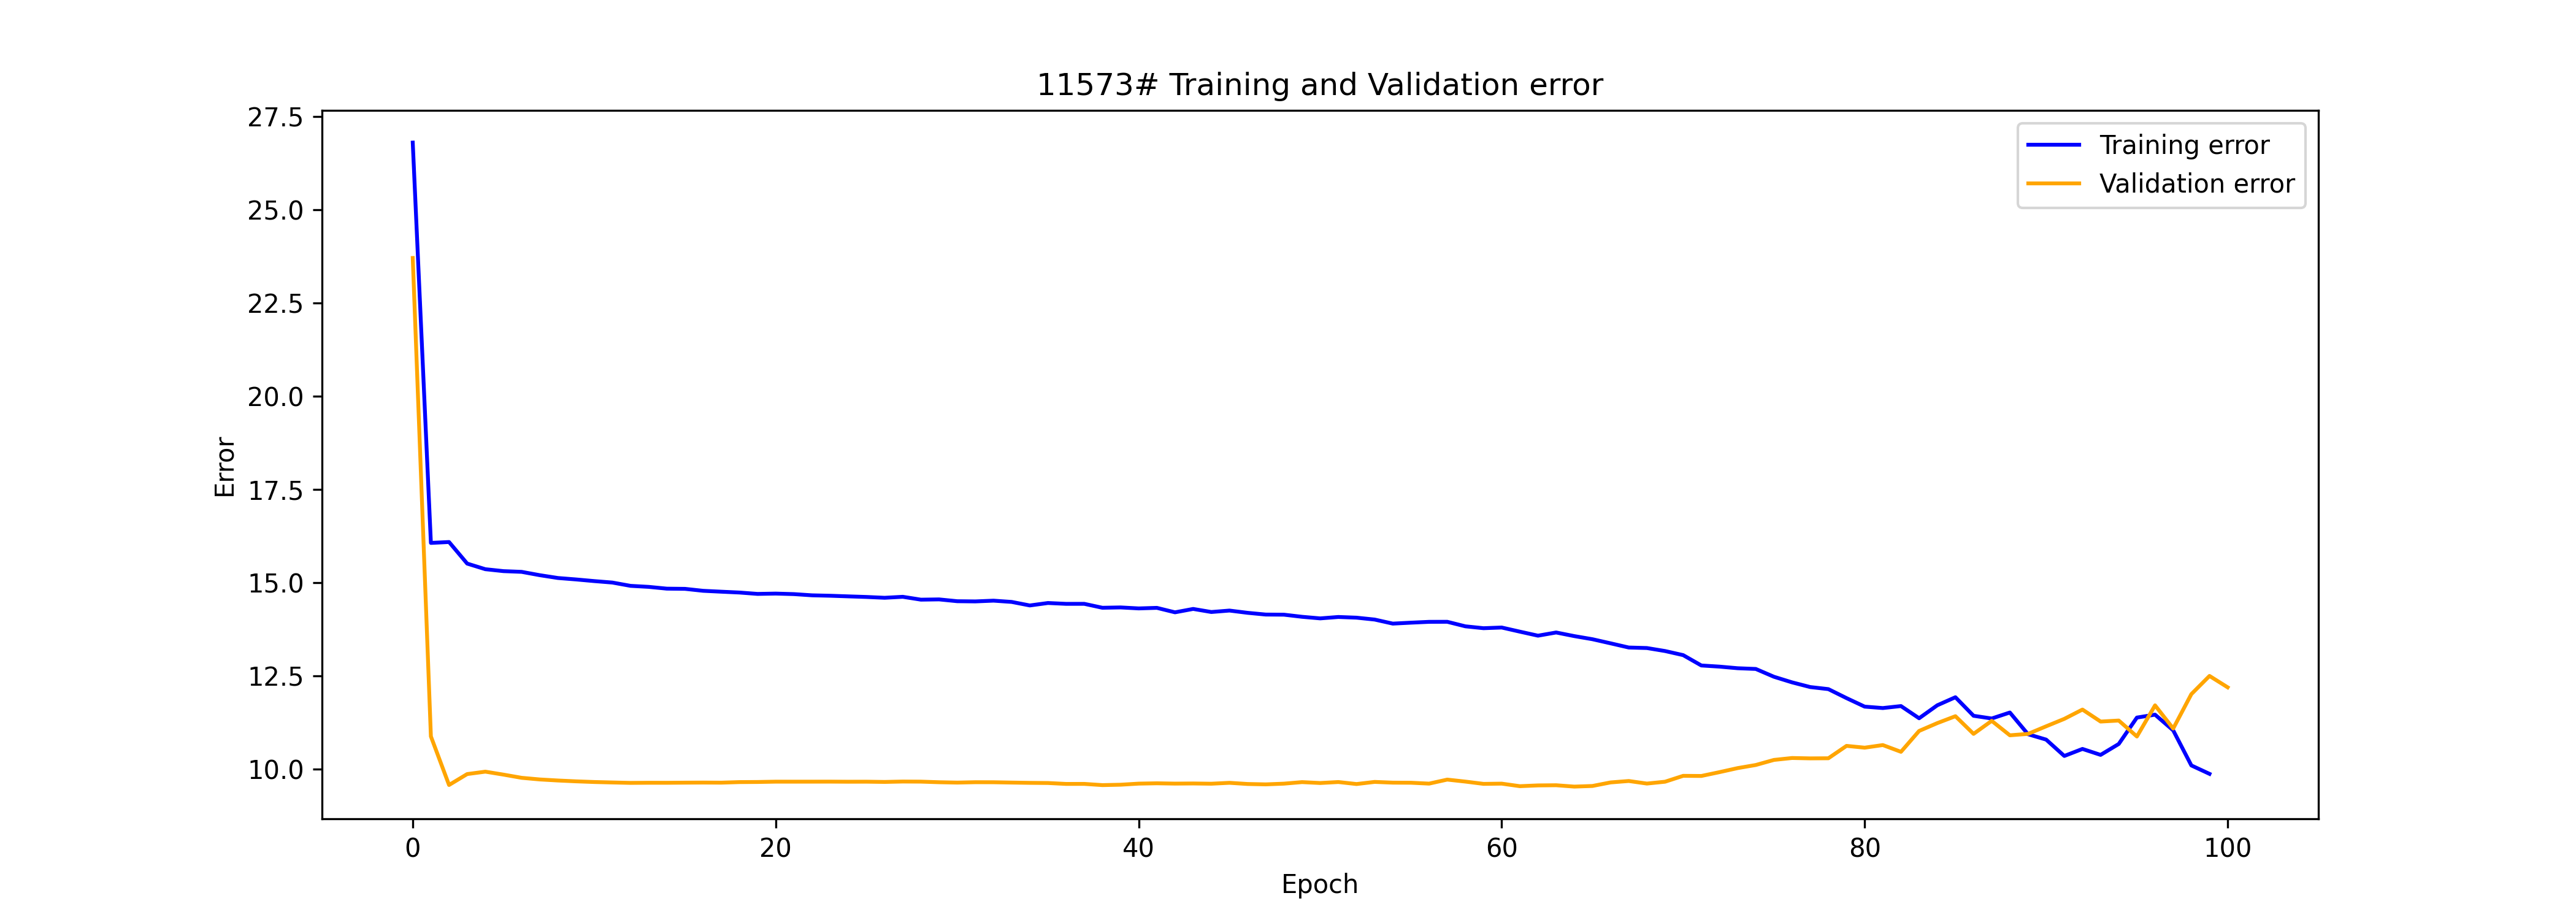 11573# Training and Validation error
Training error
Validation error
27.5
25.0
22.5
20.0
17.5
15.0
12.5
10.0
Error
0 20 40 60 80 100
Epoch